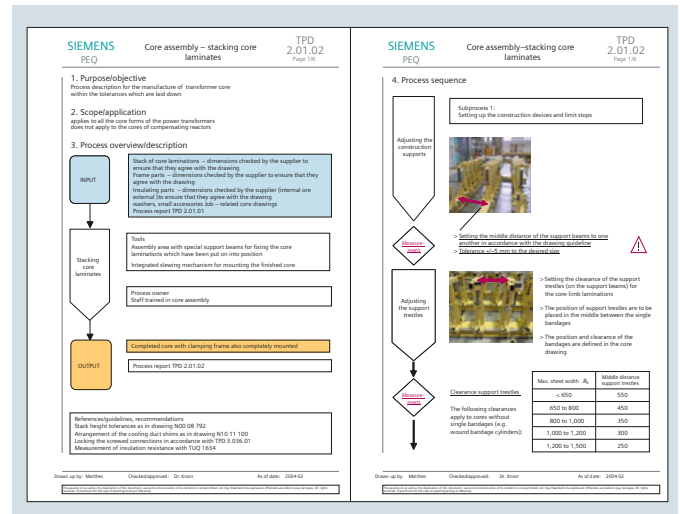 SIEMENS
PEQ
Core assembly – stacking core
laminates
TPD
2.01.02
Page 1/6
1. Purpose/objective
Process description for the manufacture of transformer core
within the tolerances which are laid down
2. Scope/application
applies to all the core forms of the power transformers
does not apply to the cores of compensating reactors
3. Process overview/description
INPUT
Stack of core laminations – dimensions checked by the supplier to
ensure that they agree with the drawing
Frame parts – dimensions checked by the supplier to ensure that they
agree with the drawing
Insulating parts – dimensions checked by the supplier (internal ore
external )to ensure that they agree with the drawing
washers, small accessories Job – related core drawings
Process report TPD 2.01.01
Stacking
core
laminates
Tools
Assembly area with special support beams for fixing the core
laminations which have been put on into position
Integrated slewing mechanism for mounting the finished core
Process owner
Staff trained in core assembly
OUTPUT
Completed core with clamping frame also completely mounted
Process report TPD 2.01.02
References/guidelines, recommendations
Stack height tolerances as in drawing N00 08 792
Arrangement of the cooling duct shims as in drawing N10 11 100
Locking the screwed connections in accordance with TPD 3.036.01
Measurement of insulation resistance with TUQ 1634
Drawn up by: Matthes Checked/approved: Dr. Knorr As of date: 2004-02
SIEMENS
PEQ
Core assembly–stacking core
laminates
TPD
2.01.02
Page 1/6
4. Process sequence
Adjusting the
construction
supports
Subprocess 1:
Setting up the construction devices and limit stops
Measure-
ment
> Setting the middle distance of the support beams to one
another in accordance with the drawing guideline
> Tolerance +/–5 mm to the desired size
!
Adjusting
the support
trestles
> Setting the clearance of the support
trestles (on the support beams) for
the core-limb laminations
> The position of support trestles are to be
placed in the middle between the single
bandages
> The position and clearance of the
bandages are defined in the core
drawing
Measure-
ment
Clearance support trestles
The following clearances
apply to cores without
single bandages (e.g.
wound bandage cylinders):
Max. sheet width Middle distance
support trestles
< 650 550
650 to 800 450
800 to 1,000 350
1,000 to 1,200 300
1,200 to 1,500 250
Drawn up by: Matthes Checked/approved: Dr. Knorr As of date: 2004-02